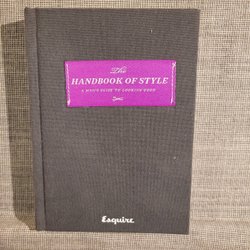 The
HANDBOOK OF STYLE
A MAN'S GUIDE TO LOOKING GOOD
Esquire